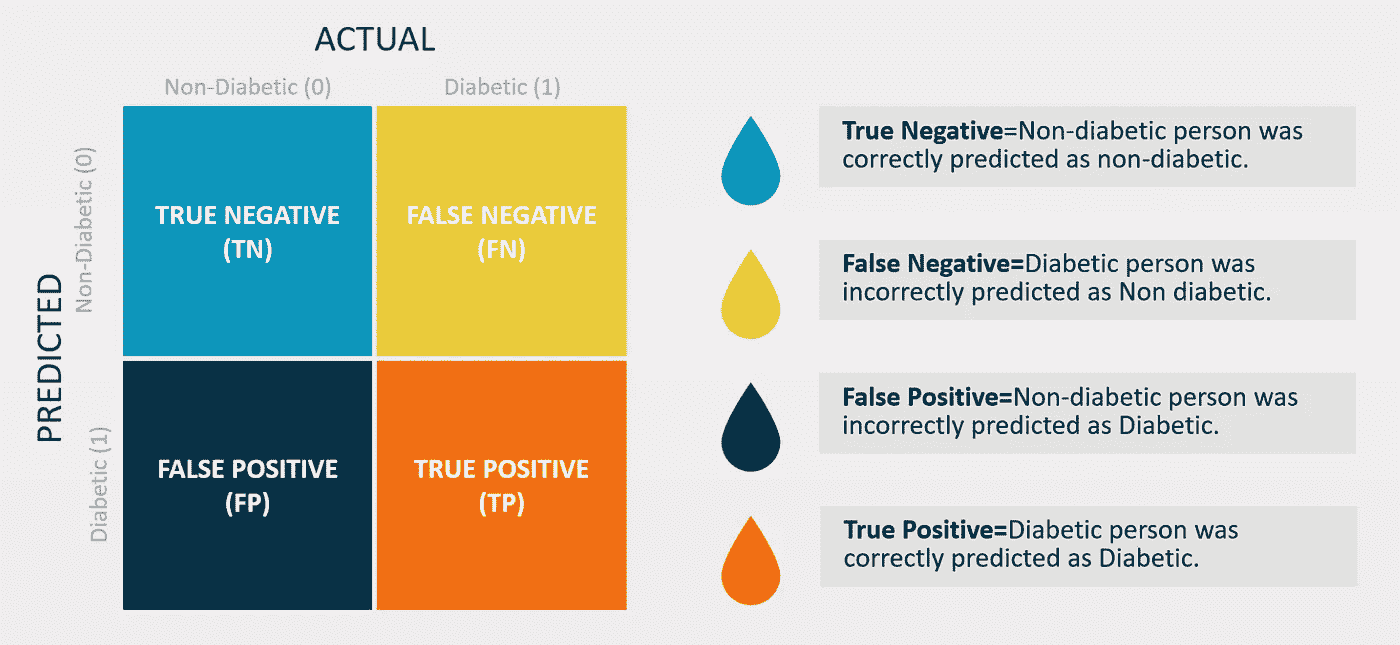 ACTUAL
Non-Diabetic (0)
Diabetic (1)
PREDICTED
Non-Diabetic (0)
Diabetic (1)
TRUE NEGATIVE
(TN)
FALSE NEGATIVE
(FN)
FALSE POSITIVE
(FP)
TRUE POSITIVE
(TP)
True Negative=Non-diabetic person was
correctly predicted as non-diabetic.
False Negative=Diabetic person was
incorrectly predicted as Non diabetic.
False Positive=Non-diabetic person was
incorrectly predicted as Diabetic.
True Positive=Diabetic person was
correctly predicted as Diabetic.